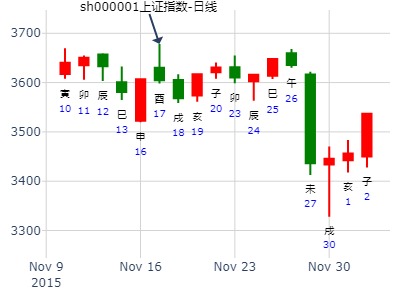 sh000001上证指数-日线
3700
3600
3500
3400
3300
寅
10
卯
11
辰
12
巳
13
申
16
酉
17
戌
18
亥
19
子
20
卯
23
辰
24
巳
25
午
26
未
27
戌
30
亥
1
子
2
Nov 9
2015
Nov 16
Nov 23
Nov 30